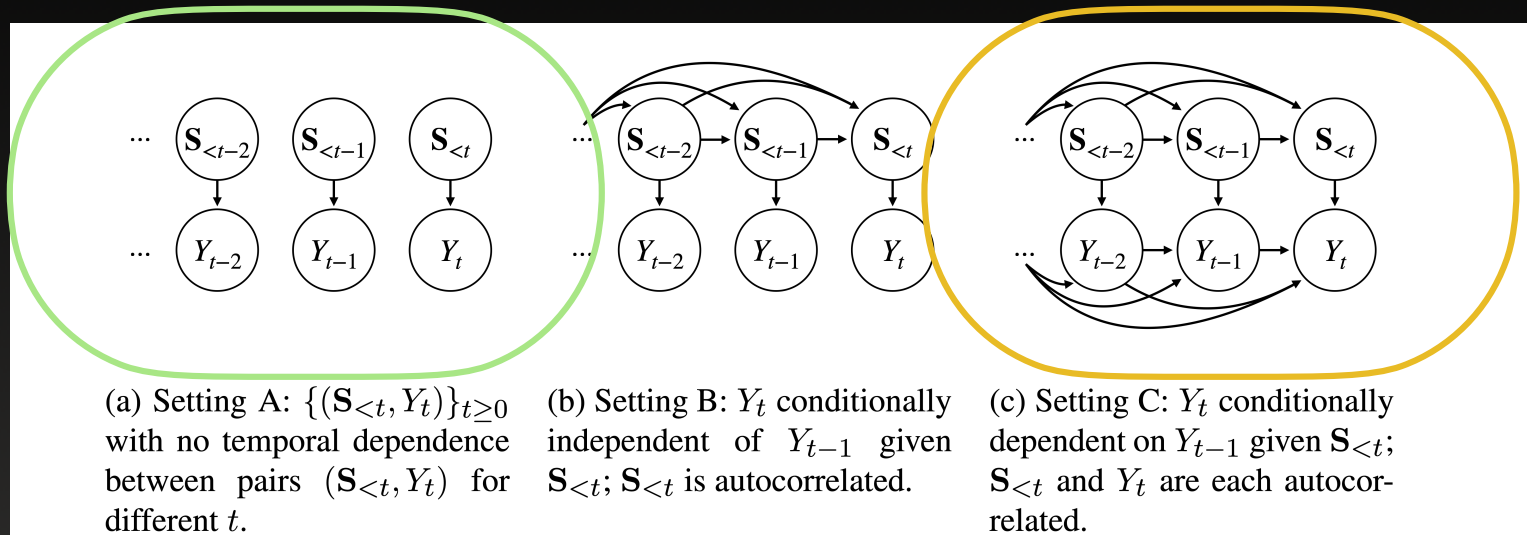 ... S<t−2 S<t−1 S<t
... Yt−2 Yt−1 Yt
... S<t−2 S<t−1 S<t
... Yt−2 Yt−1 Yt
... S<t−2 S<t−1 S<t
... Yt−2 Yt−1 Yt
(a) Setting A: {(S<t, Yt)}t≥0
with no temporal dependence
between pairs (S<t, Yt) for
different t.
(b) Setting B: Yt conditionally
independent of Yt−1 given
S<t; S<t is autocorrelated.
(c) Setting C: Yt conditionally
dependent on Yt−1 given S<t;
S<t and Yt are each autocor-
related.